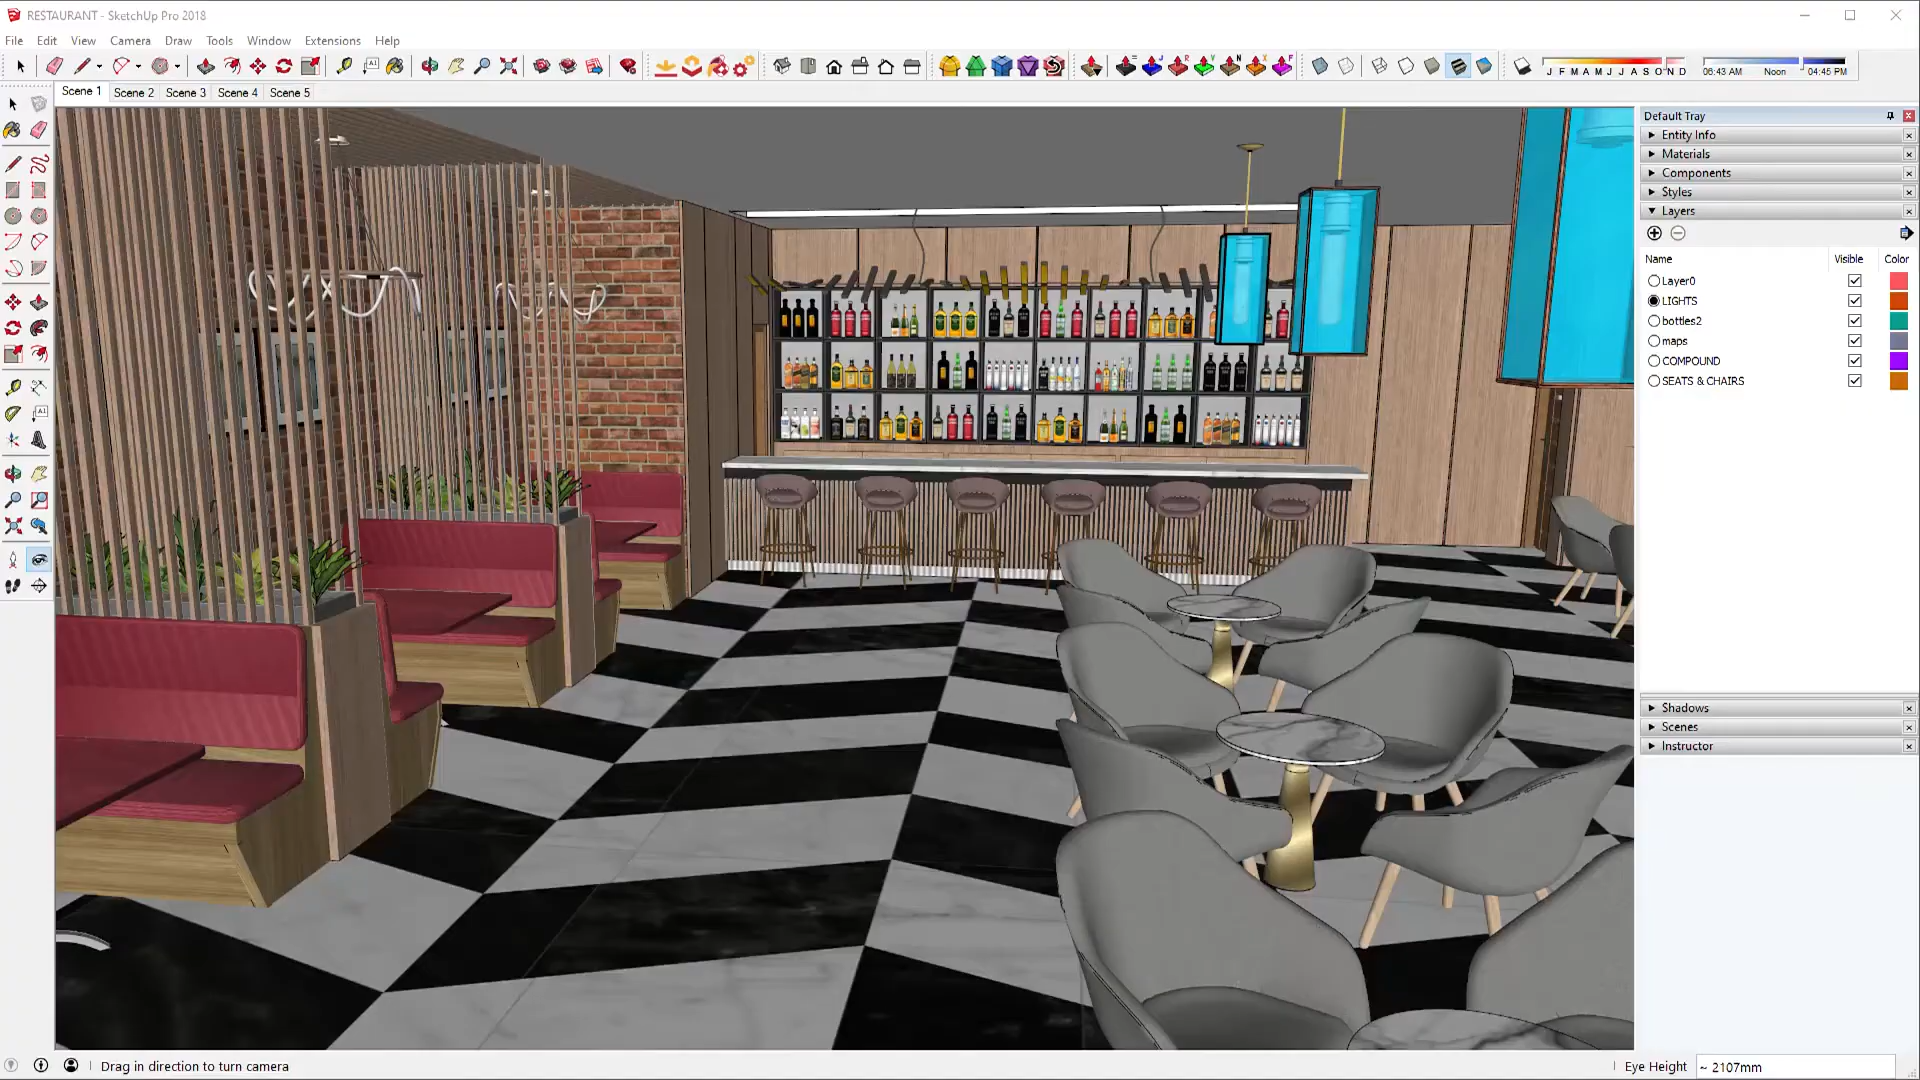 RESTAURANT - SketchUp Pro 2018
File Edit View Camera Draw Tools Window Extensions Help
J F M A M J J A S O N D 06:43 AM Noon 04:45 PM
Scene 1 Scene 2 Scene 3 Scene 4 Scene 5
Default Tray
Entity Info
Materials
Components
Styles
Layers
Name Visible Color
Layer0
LIGHTS
bottles2
maps
COMPOUND
SEATS & CHAIRS
Shadows
Scenes
Instructor
Drag in direction to turn camera
Eye Height ~ 2107mm